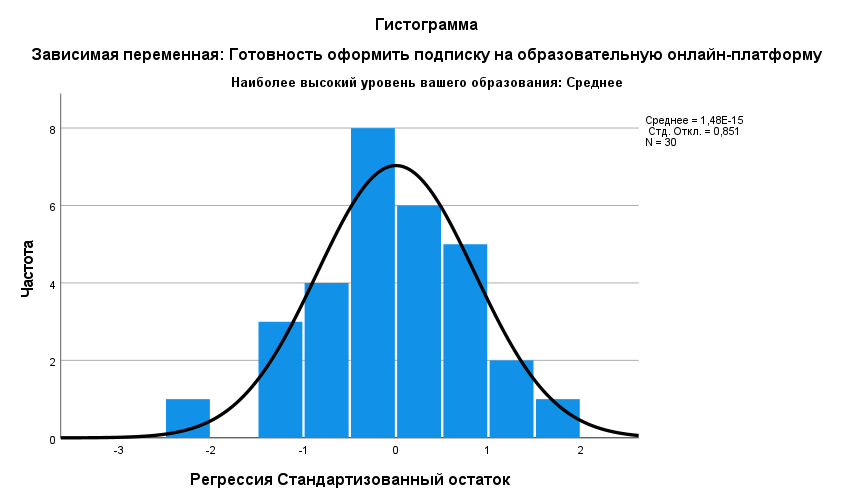 Гистограмма
Зависимая переменная: Готовность оформить подписку на образовательную онлайн-платформу
Наиболее высокий уровень вашего образования: Среднее
Среднее = 1,48E-15
Стд. Откл. = 0,851
N = 30
Частота
8
6
4
2
0
-3 -2 -1 0 1 2
Регрессия Стандартизованный остаток